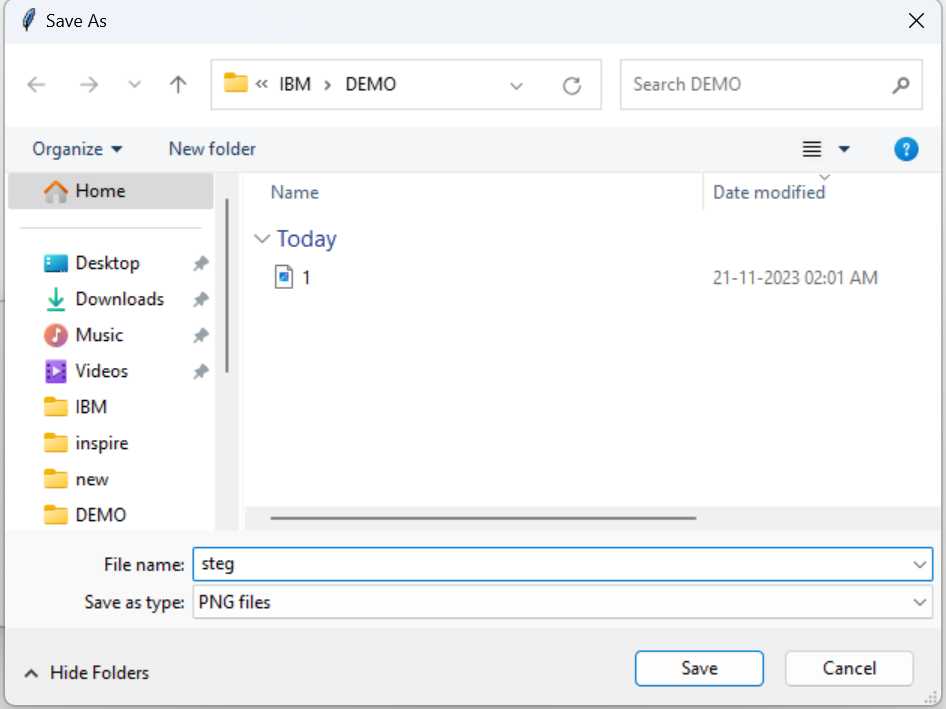 Save As
« IBM › DEMO
Search DEMO
Organize
New folder
?
Home
Desktop
Downloads
Music
Videos
IBM
inspire
new
DEMO
Name
Date modified
Today
1
21-11-2023 02:01 AM
File name:
steg
Save as type:
PNG files
Hide Folders
Save
Cancel